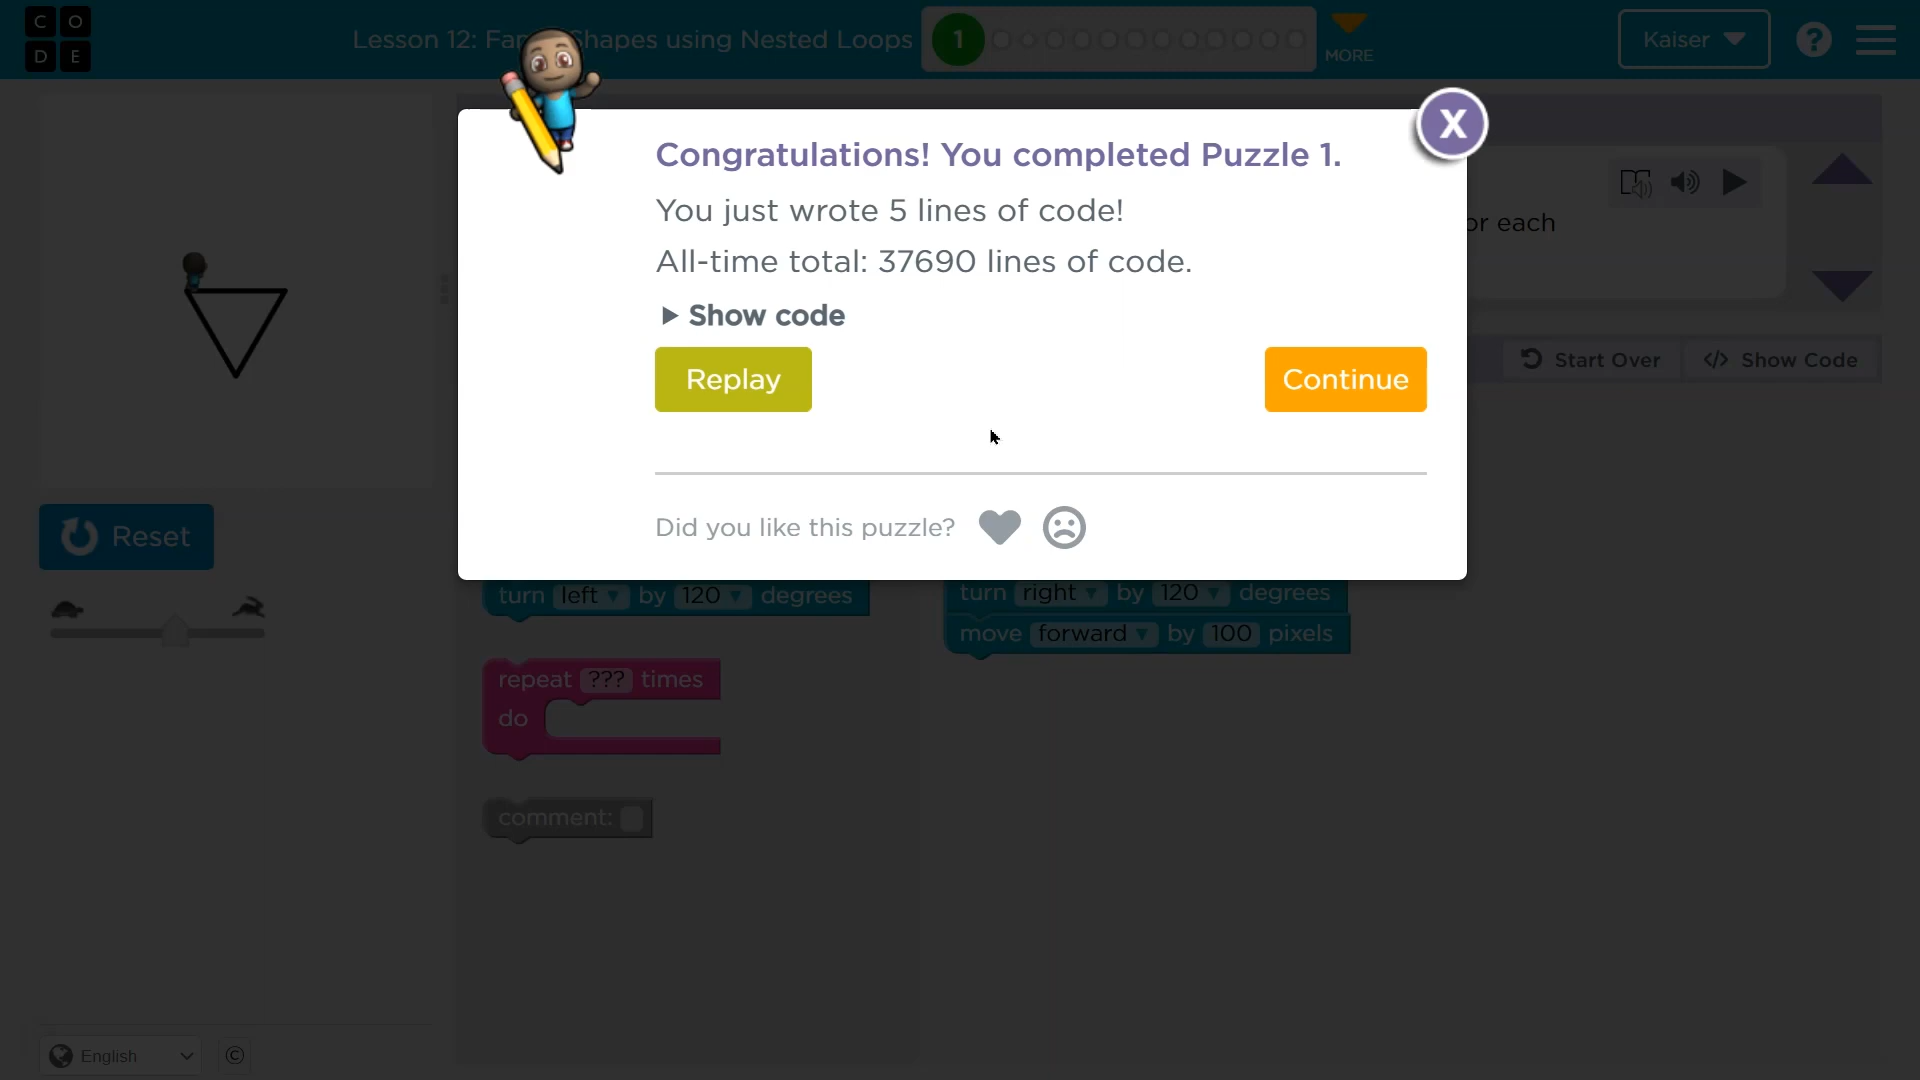 C O
D E
Lesson 12: Fan Shapes using Nested Loops
1
MORE
Kaiser
?
X
Congratulations! You completed Puzzle 1.
You just wrote 5 lines of code!
All-time total: 37690 lines of code.
Show code
Replay
Continue
Did you like this puzzle?
or each
Start Over
</> Show Code
Reset
turn left by 120 degrees
repeat ??? times
do
comment:
turn right by 120 degrees
move forward by 100 pixels
English
©